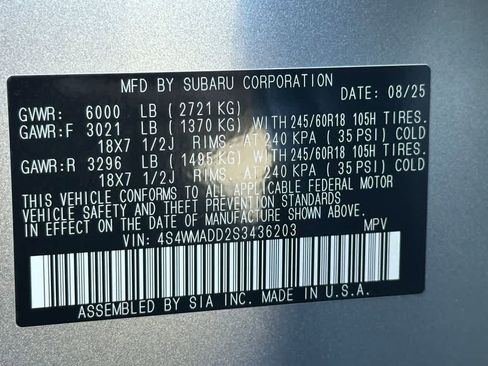 MFD BY SUBARU CORPORATION
DATE: 08/25
GVWR: 6000 LB (2721 KG)
GAWR:F 3021 LB (1370 KG) WITH 245/60R18 105H TIRES.
18X7 1/2J RIMS. AT 240 KPA (35 PSI) COLD
GAWR:R 3296 LB (1495 KG) WITH 245/60R18 105H TIRES.
18X7 1/2J RIMS. AT 240 KPA (35 PSI) COLD
THIS VEHICLE CONFORMS TO ALL APPLICABLE FEDERAL MOTOR
VEHICLE SAFETY AND THEFT PREVENTION STANDARDS
IN EFFECT ON THE DATE OF MANUFACTURE SHOWN ABOVE.
VIN: 4S4WMADD2S3436203 MPV
ASSEMBLED BY SIA INC. MADE IN U.S.A.